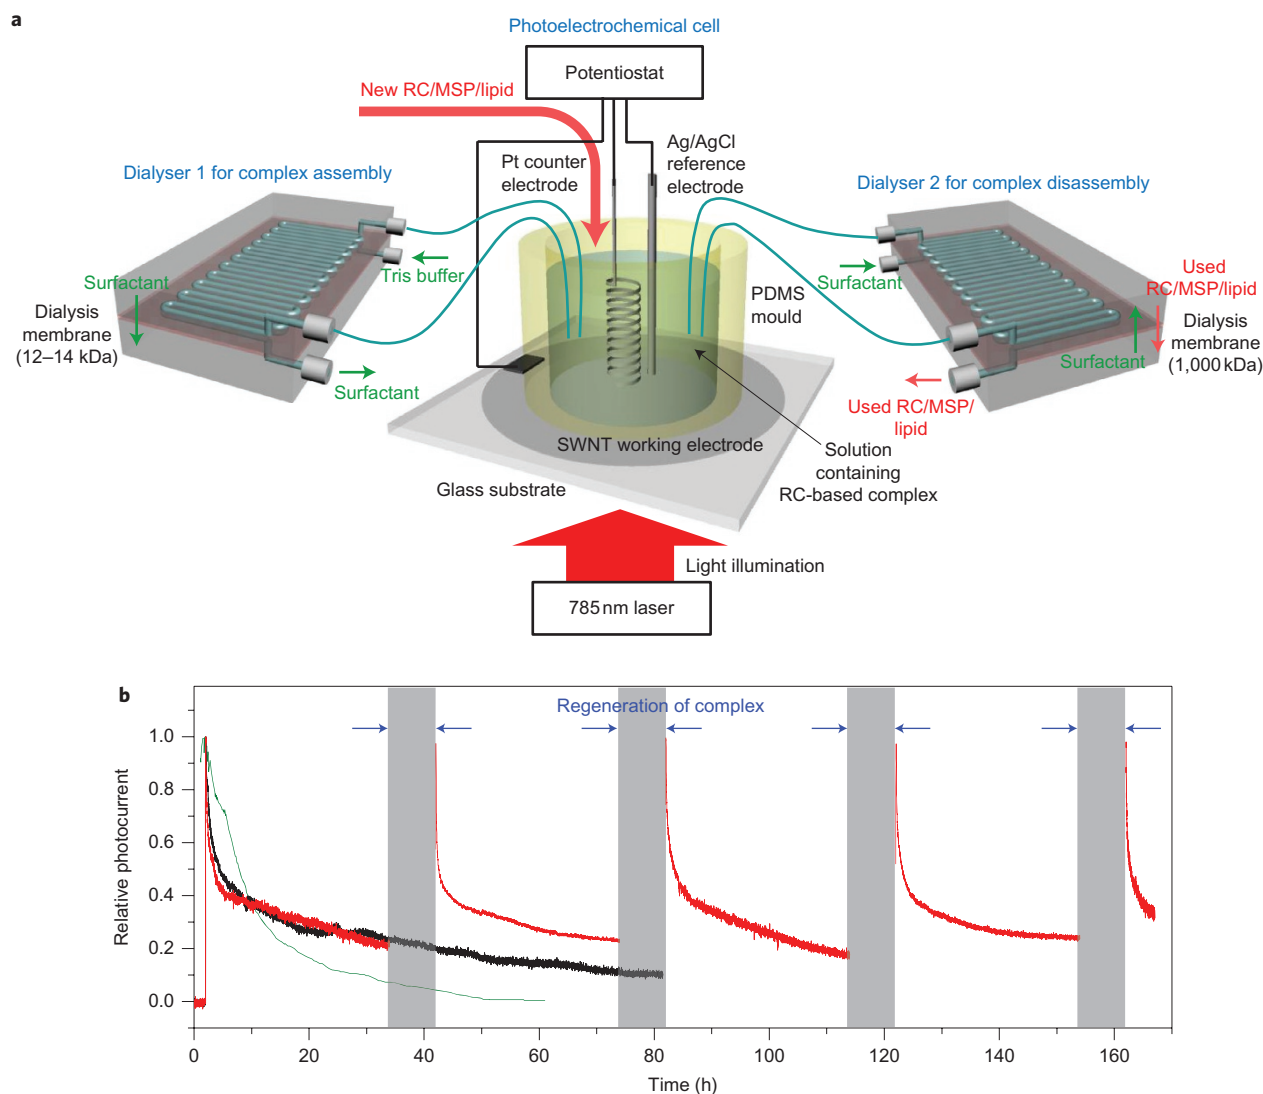 a
Photoelectrochemical cell
Potentiostat
New RC/MSP/lipid
Pt counter
electrode
Ag/AgCl
reference
electrode
Dialyser 1 for complex assembly
Dialyser 2 for complex disassembly
Surfactant
Tris buffer
Dialysis
membrane
(12–14 kDa)
Surfactant
PDMS
mould
Surfactant
Used
RC/MSP/lipid
Dialysis
membrane
(1,000 kDa)
Surfactant
Used RC/MSP/
lipid
SWNT working electrode
Solution
containing
RC-based complex
Glass substrate
Light illumination
785 nm laser
b
Regeneration of complex
Relative photocurrent
1.0
0.8
0.6
0.4
0.2
0.0
0 20 40 60 80 100 120 140 160
Time (h)